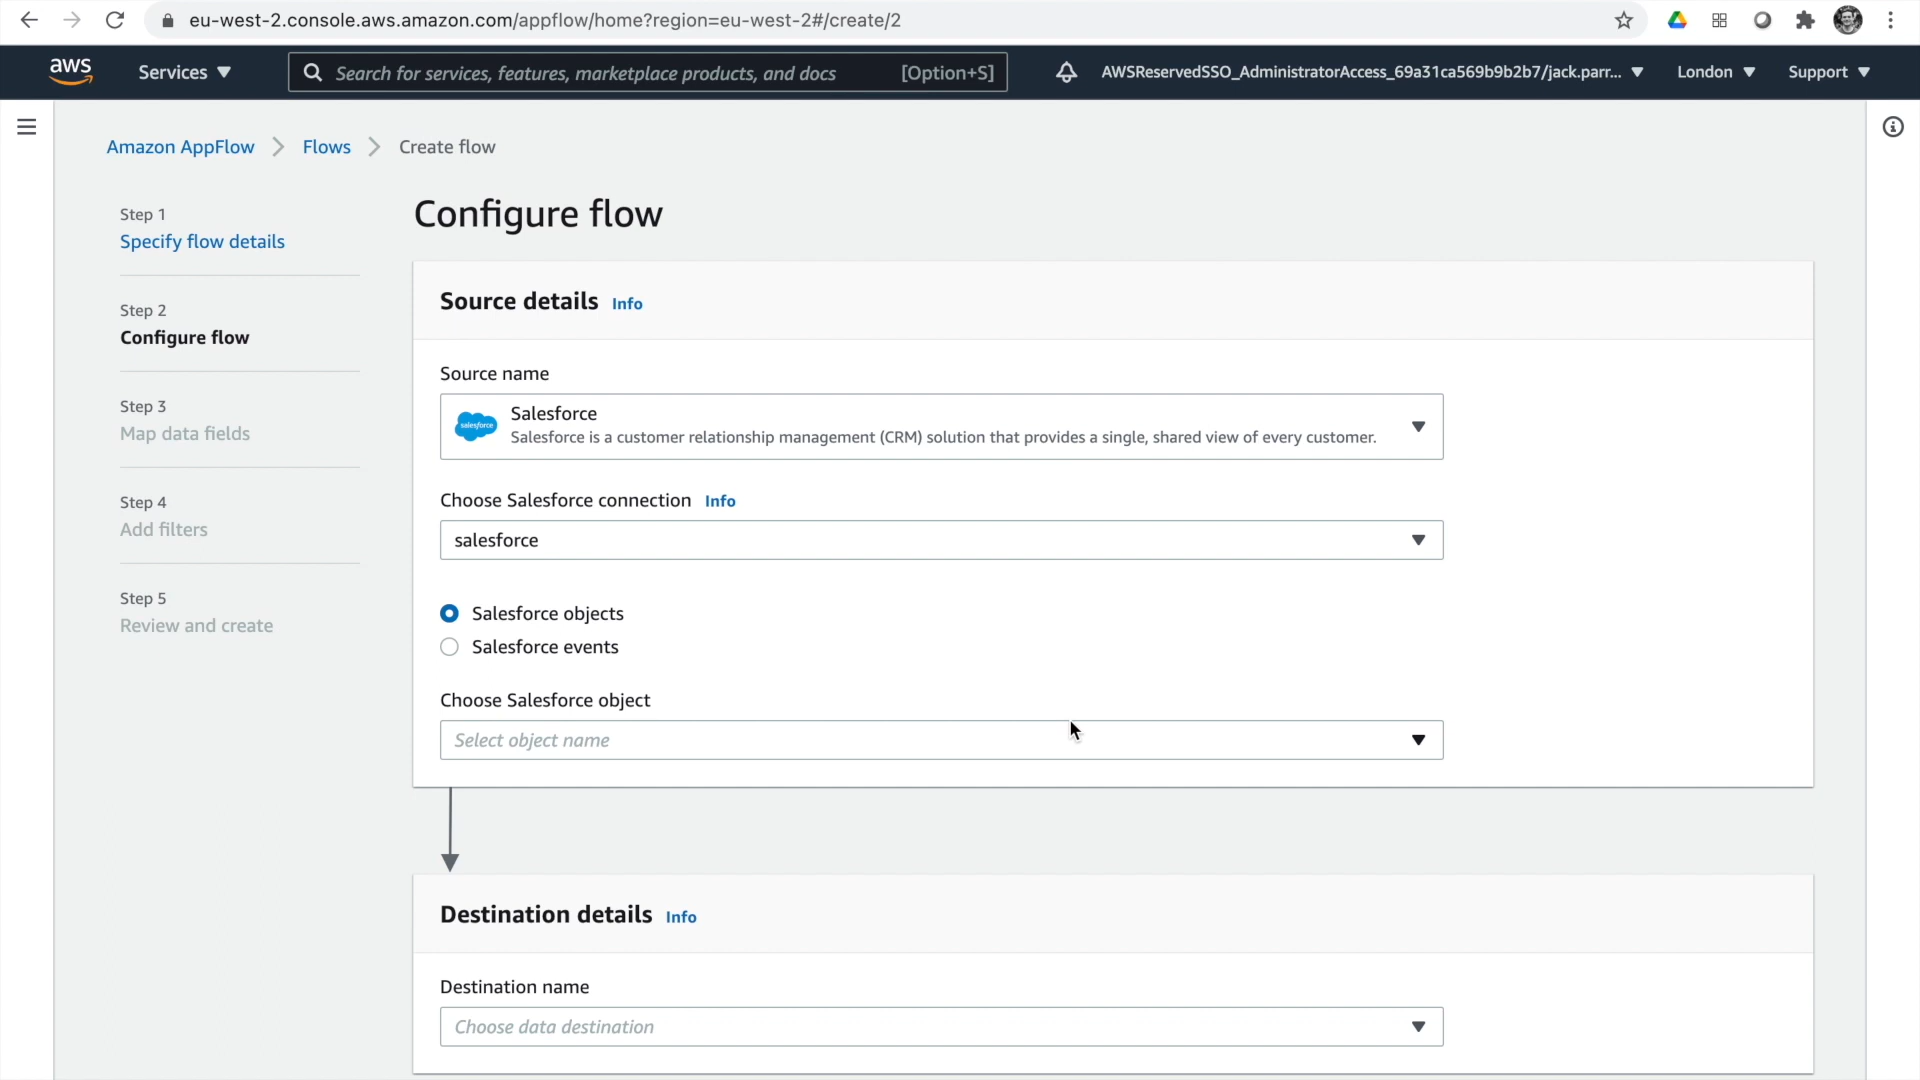 eu-west-2.console.aws.amazon.com/appflow/home?region=eu-west-2#/create/2
aws
Services
Search for services, features, marketplace products, and docs
[Option+S]
AWSReservedSSO_AdministratorAccess_69a31ca569b9b2b7/jack.parr...
London
Support
Amazon AppFlow
Flows
Create flow
Step 1
Specify flow details
Step 2
Configure flow
Step 3
Map data fields
Step 4
Add filters
Step 5
Review and create
Configure flow
Source details Info
Source name
salesforce
Salesforce
Salesforce is a customer relationship management (CRM) solution that provides a single, shared view of every customer.
Choose Salesforce connection Info
salesforce
Salesforce objects
Salesforce events
Choose Salesforce object
Select object name
Destination details Info
Destination name
Choose data destination